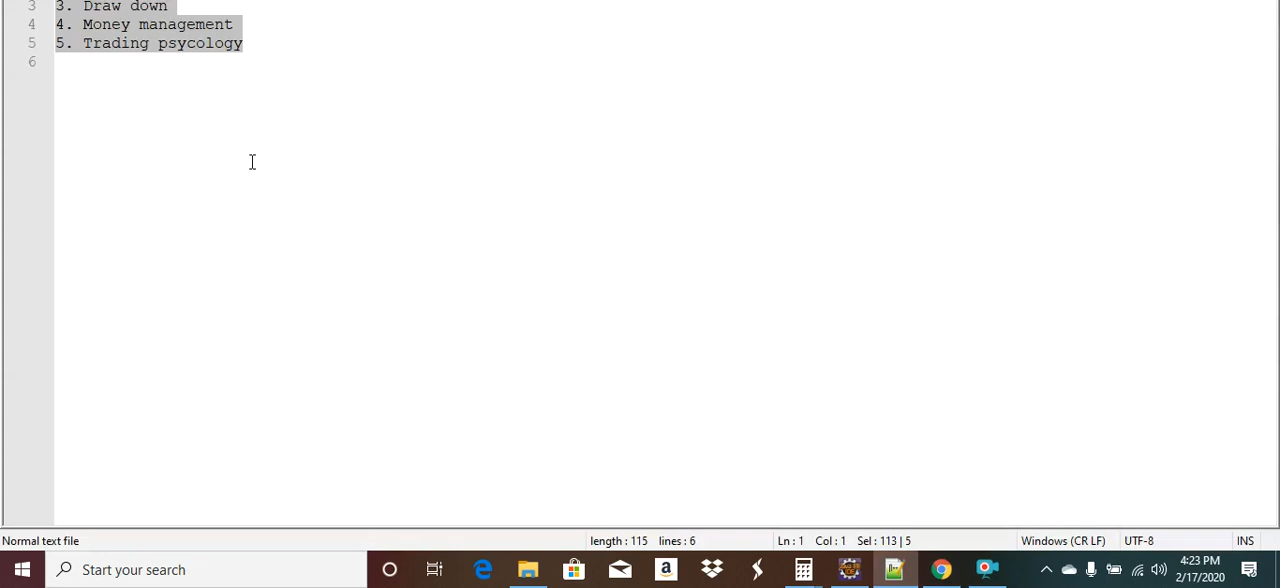 3 3. Draw down
4 4. Money management
5 5. Trading psycology
6
Normal text file length : 115 lines : 6 Ln : 1 Col : 1 Sel : 113 | 5 Windows (CR LF) UTF-8 INS
Start your search
a
4:23 PM
2/17/2020